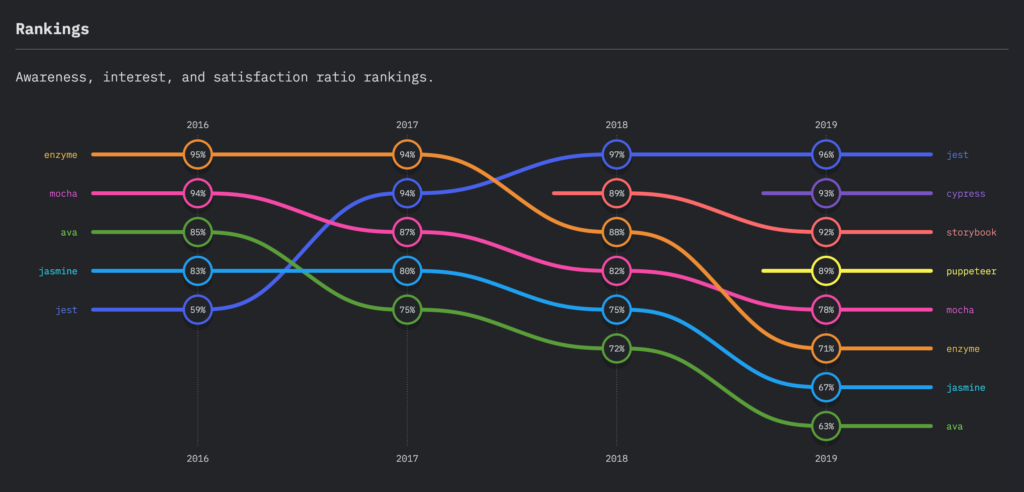 Rankings
Awareness, interest, and satisfaction ratio rankings.
2016 2017 2018 2019
enzyme 95% 94% 97% 96% jest
mocha 94% 94% 89% 93% cypress
ava 85% 87% 88% 92% storybook
jasmine 83% 80% 82% 89% puppeteer
jest 59% 75% 75% 78% mocha
72% 71% enzyme
67% jasmine
63% ava
2016 2017 2018 2019